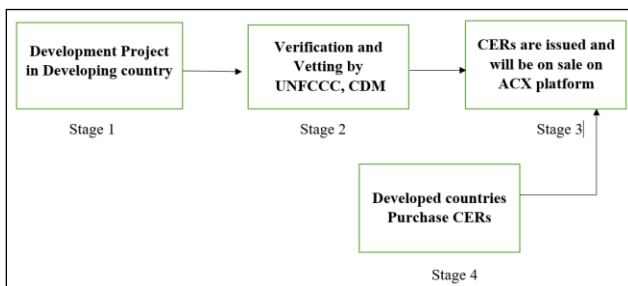 Development Project
in Developing country
Verification and
Vetting by
UNFCCC, CDM
CERs are issued and
will be on sale on
ACX platform
Stage 1
Stage 2
Stage 3
Developed countries
Purchase CERs
Stage 4